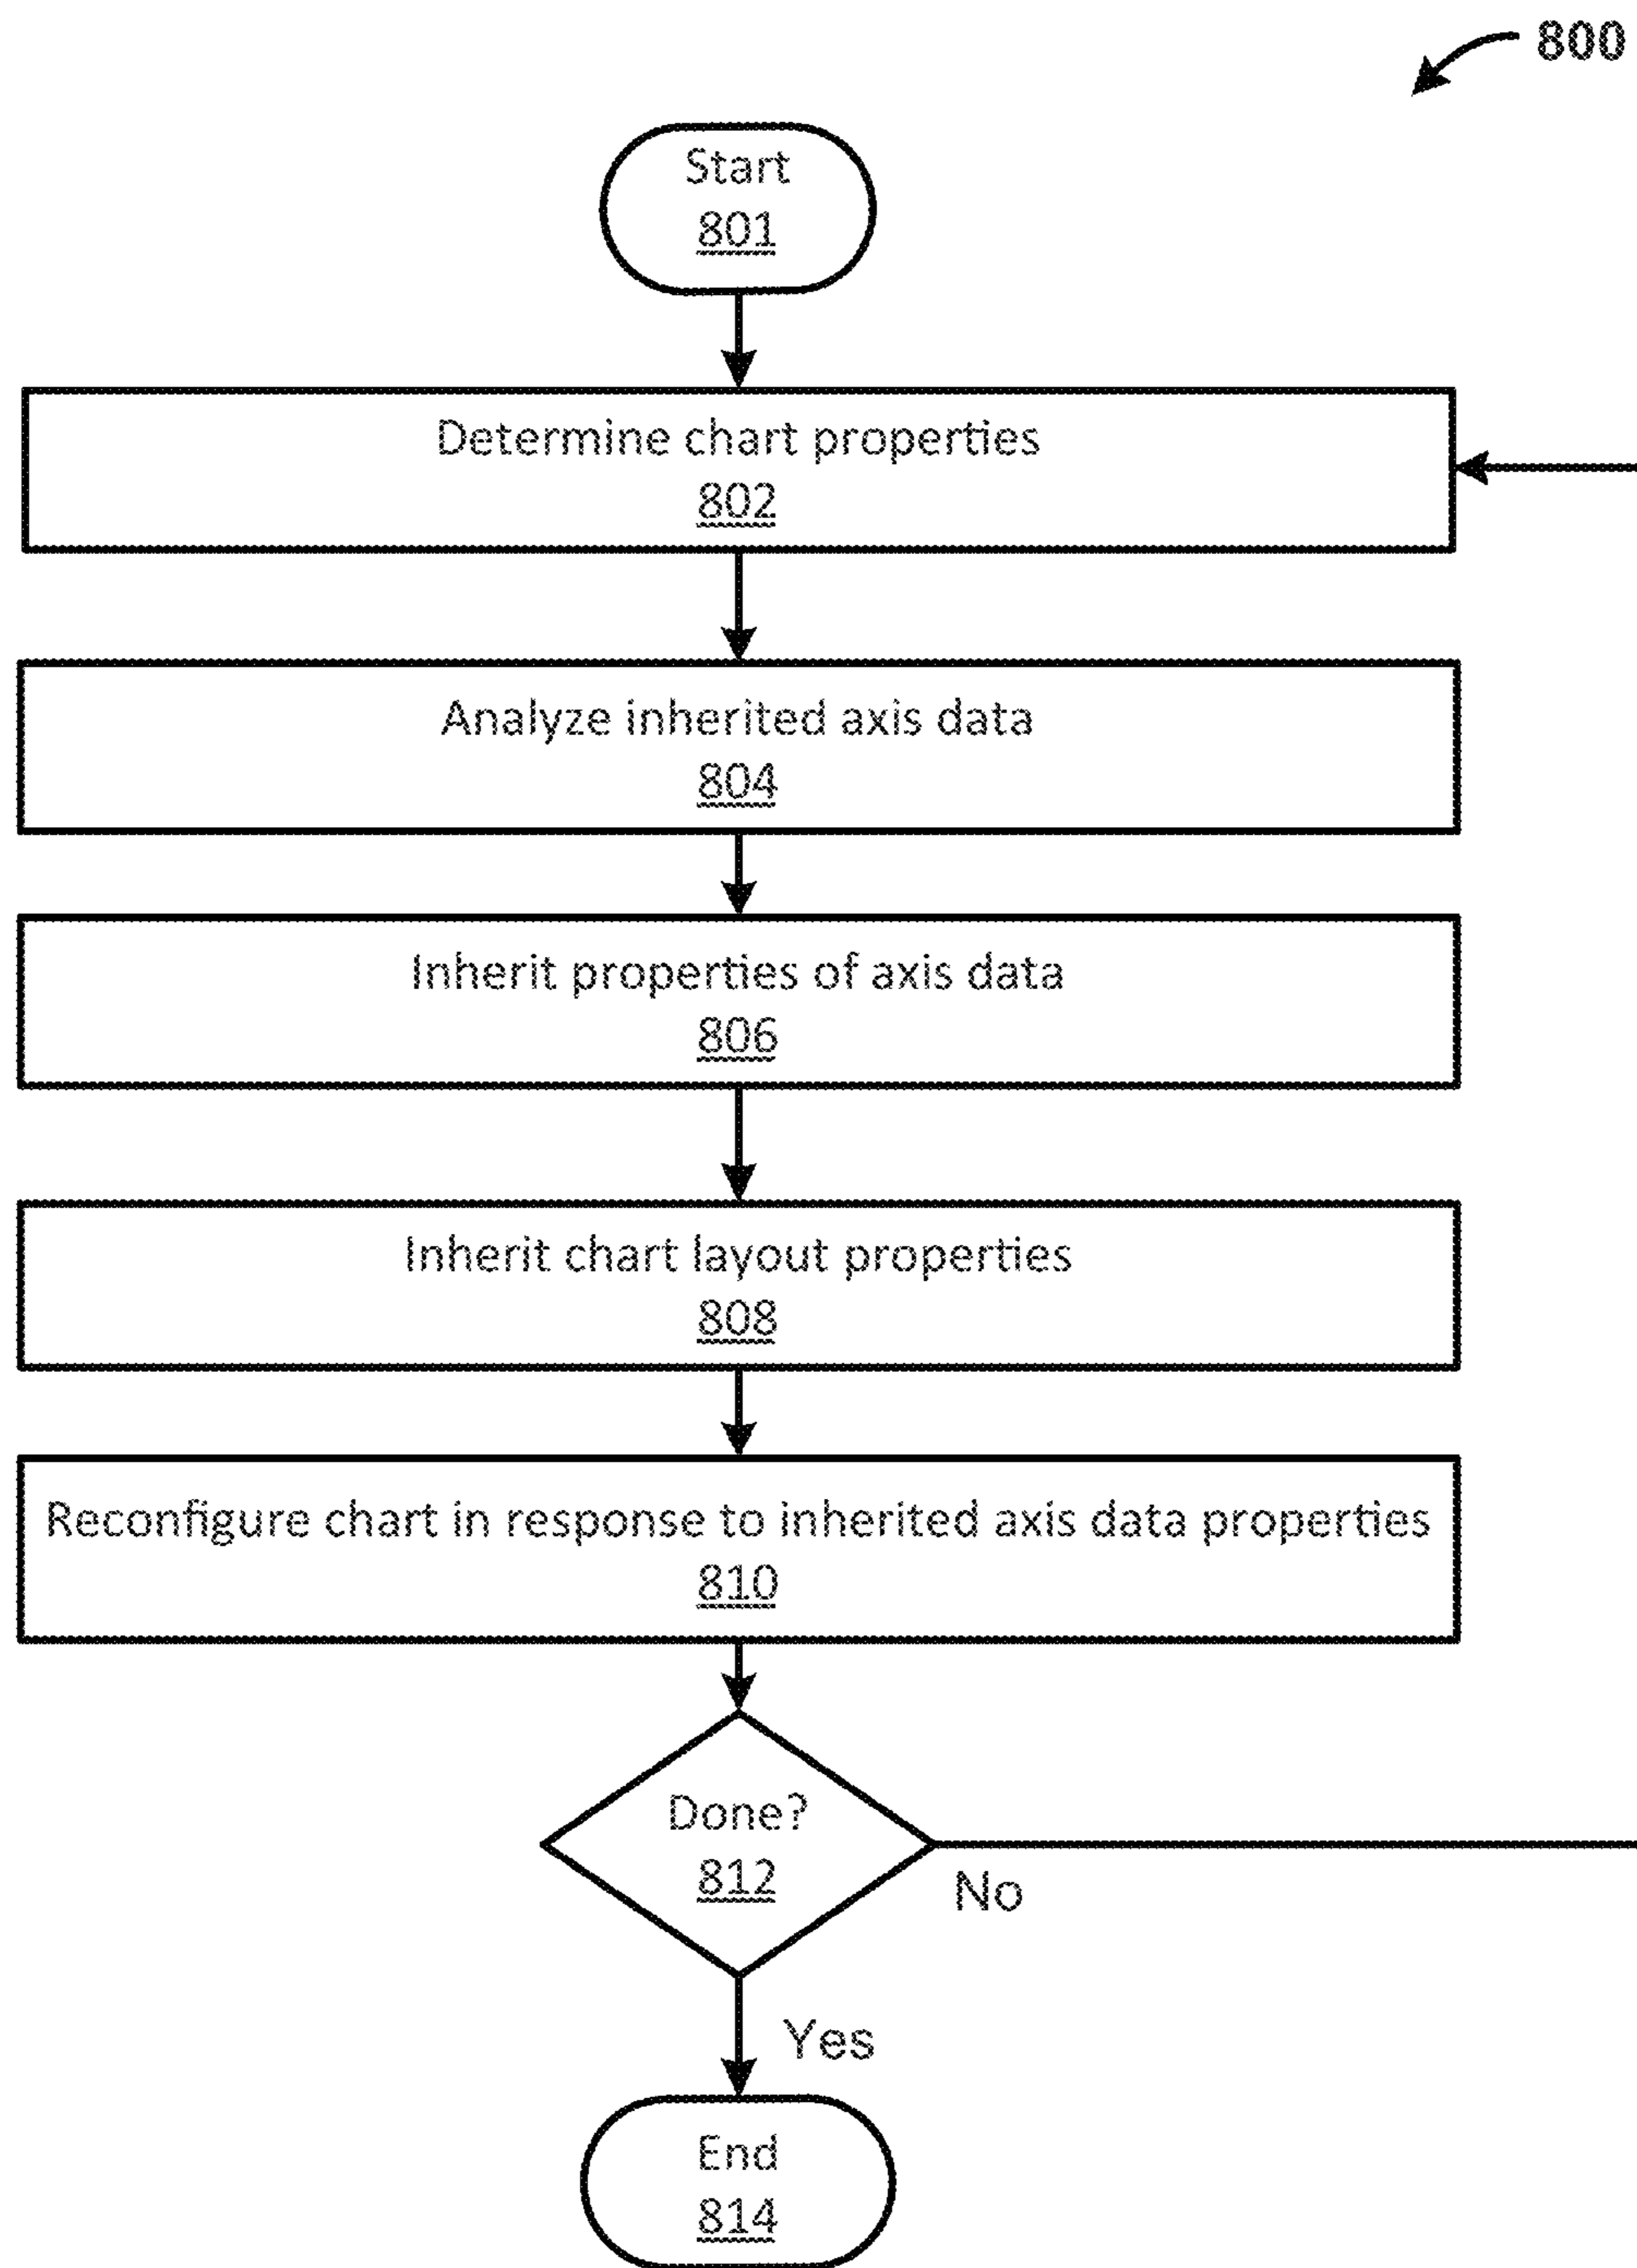 800
Start
801
Determine chart properties
802
Analyze inherited axis data
804
Inherit properties of axis data
806
Inherit chart layout properties
808
Reconfigure chart in response to inherited axis data properties
810
Done?
812
No
Yes
End
814